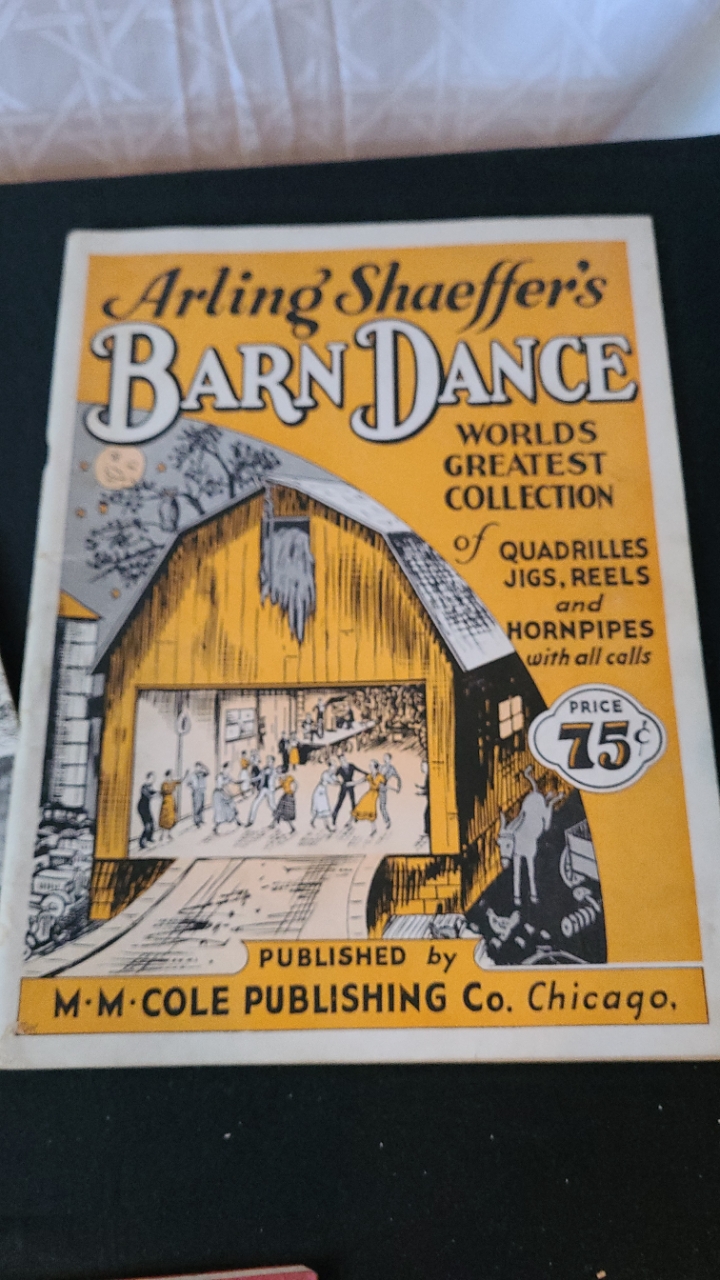 Arling Shaeffer's
BARN DANCE
WORLDS
GREATEST
COLLECTION
of QUADRILLES
JIGS, REELS
and
HORNPIPES
with all calls
PRICE
75¢
PUBLISHED by
M·M·COLE PUBLISHING Co. Chicago.